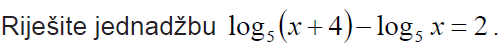 Riješite jednadžbu log₅(x+4)−log₅ x = 2.